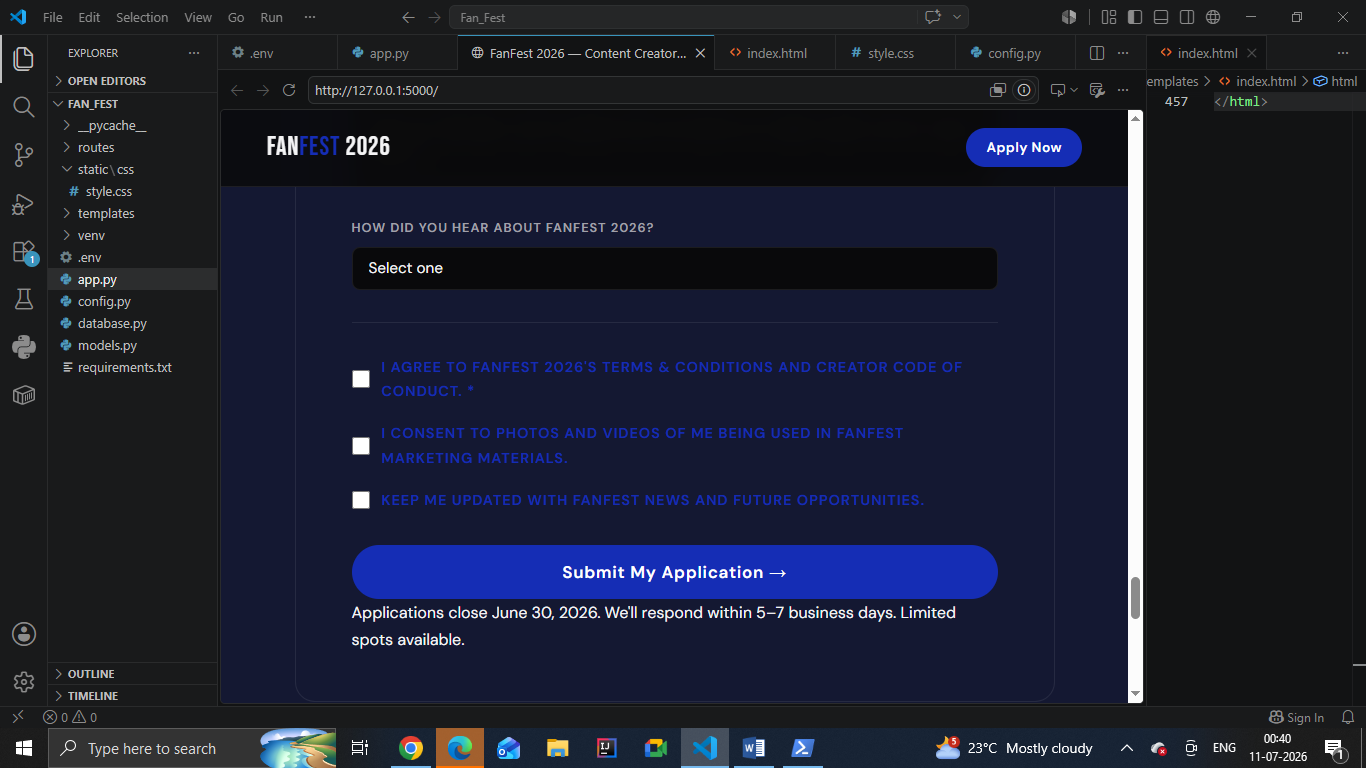 File Edit Selection View Go Run ···
Fan_Fest
EXPLORER ···
.env
app.py
FanFest 2026 — Content Creator...
index.html
style.css
config.py
···
index.html
···
OPEN EDITORS
http://127.0.0.1:5000/
···
emplates > index.html > html
FAN_FEST
457 </html>
__pycache__
routes
static\css
style.css
templates
venv
.env
app.py
config.py
database.py
models.py
requirements.txt
FANFEST 2026
Apply Now
HOW DID YOU HEAR ABOUT FANFEST 2026?
Select one
I AGREE TO FANFEST 2026'S TERMS & CONDITIONS AND CREATOR CODE OF
CONDUCT. *
I CONSENT TO PHOTOS AND VIDEOS OF ME BEING USED IN FANFEST
MARKETING MATERIALS.
KEEP ME UPDATED WITH FANFEST NEWS AND FUTURE OPPORTUNITIES.
Submit My Application →
Applications close June 30, 2026. We'll respond within 5–7 business days. Limited
spots available.
1
OUTLINE
TIMELINE
0 0
Sign In
Type here to search
5
23°C Mostly cloudy
ENG
00:40
11-07-2026
1